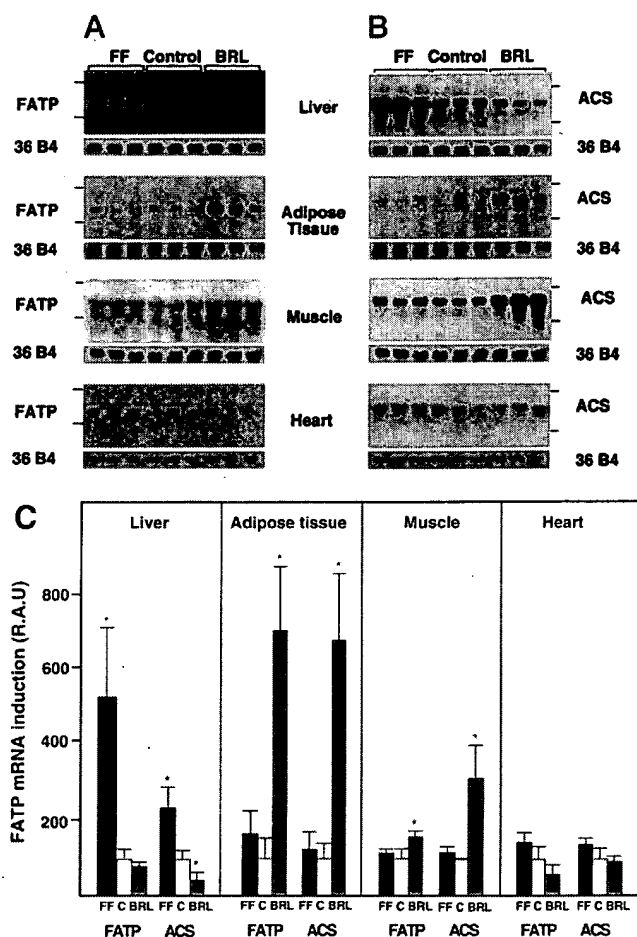 A
B
FF Control BRL
FF Control BRL
FATP
Liver
ACS
36 B4
36 B4
FATP
Adipose Tissue
ACS
36 B4
36 B4
FATP
Muscle
ACS
36 B4
36 B4
FATP
Heart
ACS
36 B4
36 B4
C
Liver
Adipose tissue
Muscle
Heart
FATP mRNA induction (R.A.U)
800
600
400
200
* * * * * * *
FF C BRL FF C BRL FF C BRL FF C BRL FF C BRL FF C BRL FF C BRL FF C BRL
FATP ACS FATP ACS FATP ACS FATP ACS